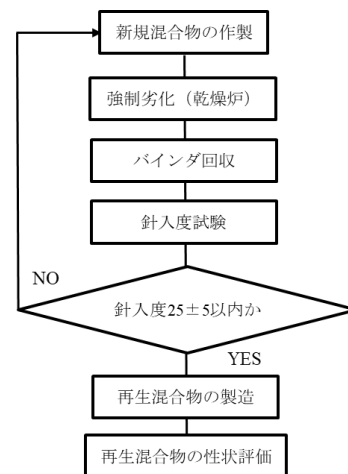 新規混合物の作製
強制劣化（乾燥炉）
バインダ回収
針入度試験
NO
針入度25±5以内か
YES
再生混合物の製造
再生混合物の性状評価